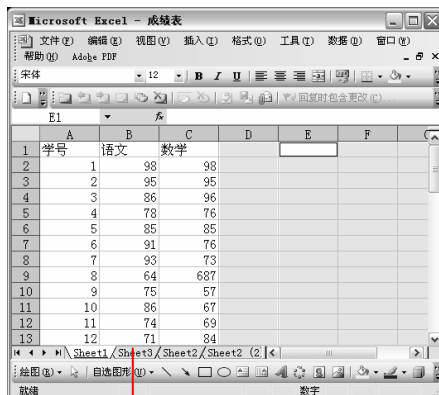 Microsoft Excel - 成绩表
文件(F) 编辑(E) 视图(V) 插入(I) 格式(O) 工具(T) 数据(D) 窗口(W)
帮助(H) Adobe PDF
宋体 12 B I U
回复时包含更改(C)...
E1 fx
A B C D E F
1 学号 语文 数学
2 1 98 98
3 2 95 95
4 3 86 96
5 4 78 76
6 5 85 85
7 6 91 76
8 7 93 73
9 8 64 687
10 9 75 57
11 10 86 67
12 11 74 69
13 12 71 84
Sheet1 Sheet3 Sheet2 Sheet2 (2
绘图(R) 自选图形(U)
就绪 数字